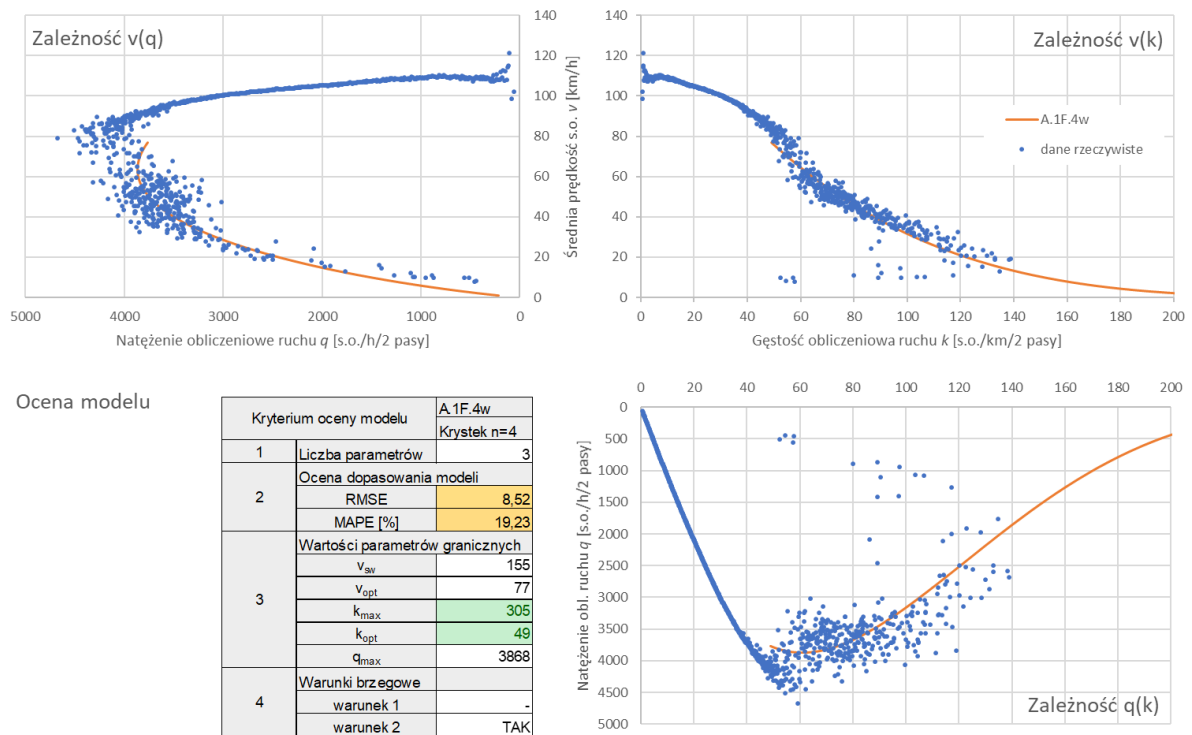 Zależność v(q)
140
120
100
80
60
40
20
0
średnia prędkość s.o. v [km/h]
5000
4000
3000
2000
1000
0
Natężenie obliczeniowe ruchu q [s.o./h/2 pasy]
Zależność v(k)
140
120
100
80
60
40
20
0
A.1F.4w
dane rzeczywiste
0
20
40
60
80
100
120
140
160
180
200
Gęstość obliczeniowa ruchu k [s.o./km/2 pasy]
Ocena modelu
Kryterium oceny modelu
A.1F.4w
Krystek n=4
1
Liczba parametrów
3
2
Ocena dopasowania modeli
RMSE
8,52
MAPE [%]
19,23
3
Wartości parametrów granicznych
vsw
155
vopt
77
kmax
305
kopt
49
qmax
3868
4
Warunki brzegowe
warunek 1
-
warunek 2
TAK
0
20
40
60
80
100
120
140
160
180
200
0
500
1000
1500
2000
2500
3000
3500
4000
4500
5000
Natężenie obl. ruchu q [s.o./h/2 pasy]
Zależność q(k)